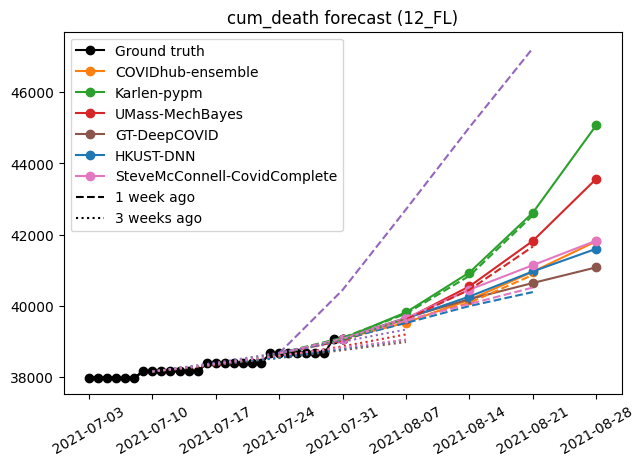 cum_death forecast (12_FL)
Ground truth
COVIDhub-ensemble
Karlen-pypm
UMass-MechBayes
GT-DeepCOVID
HKUST-DNN
SteveMcConnell-CovidComplete
1 week ago
3 weeks ago
46000
44000
42000
40000
38000
2021-07-03
2021-07-10
2021-07-17
2021-07-24
2021-07-31
2021-08-07
2021-08-14
2021-08-21
2021-08-28